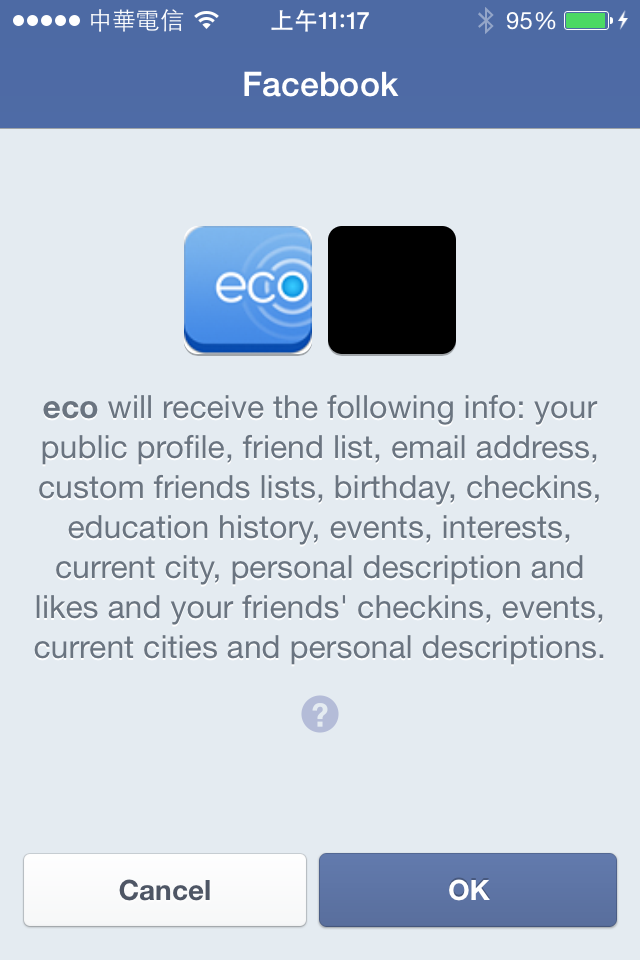 中華電信 上午11:17 95%
Facebook
eco
eco will receive the following info: your
public profile, friend list, email address,
custom friends lists, birthday, checkins,
education history, events, interests,
current city, personal description and
likes and your friends' checkins, events,
current cities and personal descriptions.
?
Cancel OK